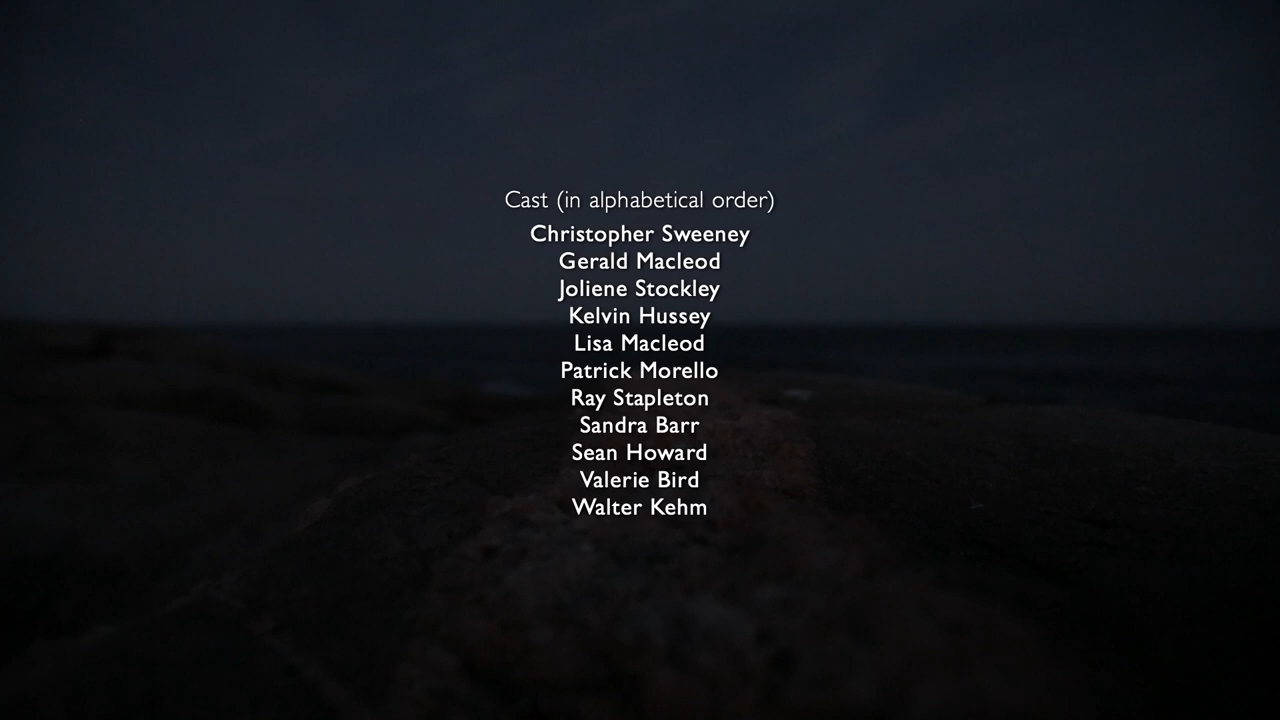 Cast (in alphabetical order)
Christopher Sweeney
Gerald Macleod
Joliene Stockley
Kelvin Hussey
Lisa Macleod
Patrick Morello
Ray Stapleton
Sandra Barr
Sean Howard
Valerie Bird
Walter Kehm